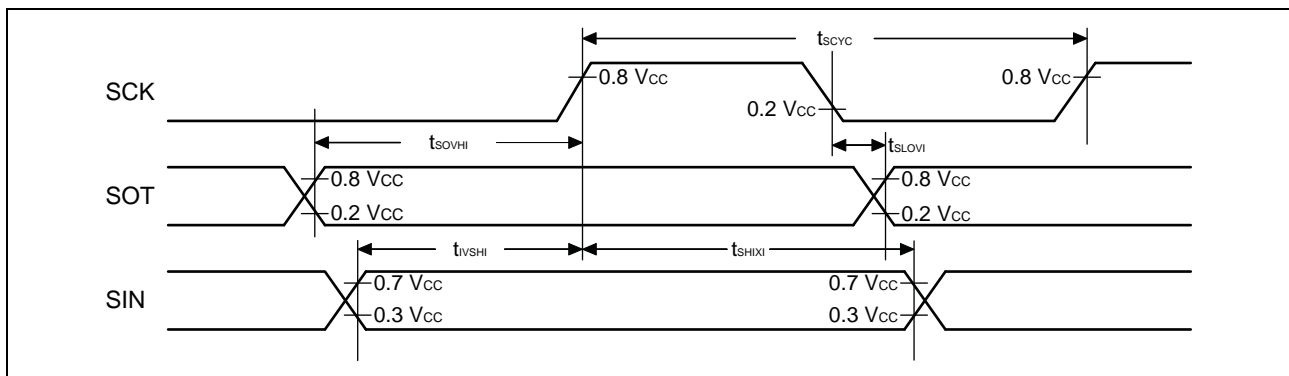 tSCYC
SCK
0.8 VCC
0.8 VCC
0.2 VCC
tSOVHI
tSLOVI
SOT
0.8 VCC
0.8 VCC
0.2 VCC
0.2 VCC
tIVSHI
tSHIXI
SIN
0.7 VCC
0.7 VCC
0.3 VCC
0.3 VCC